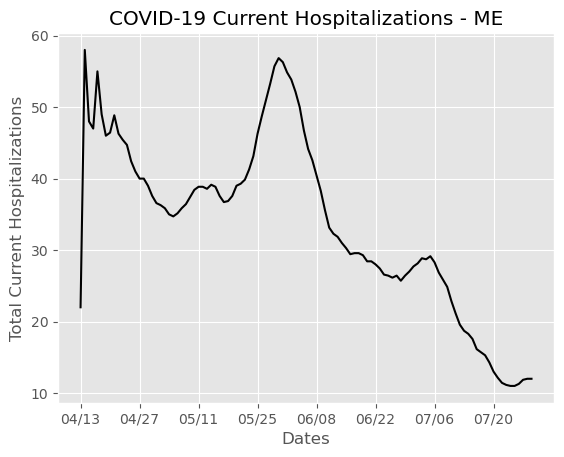 COVID-19 Current Hospitalizations - ME
Total Current Hospitalizations
60
50
40
30
20
10
04/13 04/27 05/11 05/25 06/08 06/22 07/06 07/20
Dates